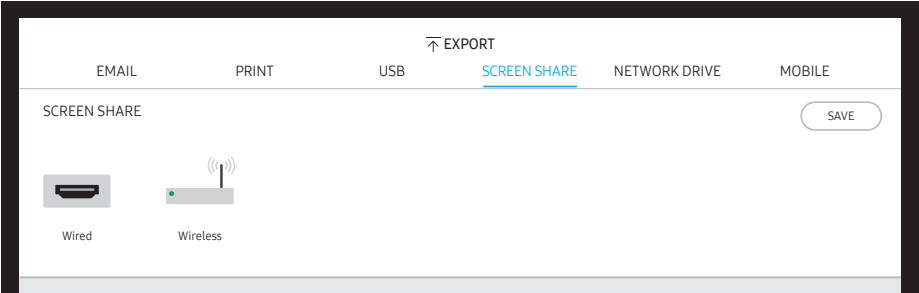 EXPORT
EMAIL PRINT USB SCREEN SHARE NETWORK DRIVE MOBILE
SCREEN SHARE SAVE
Wired Wireless